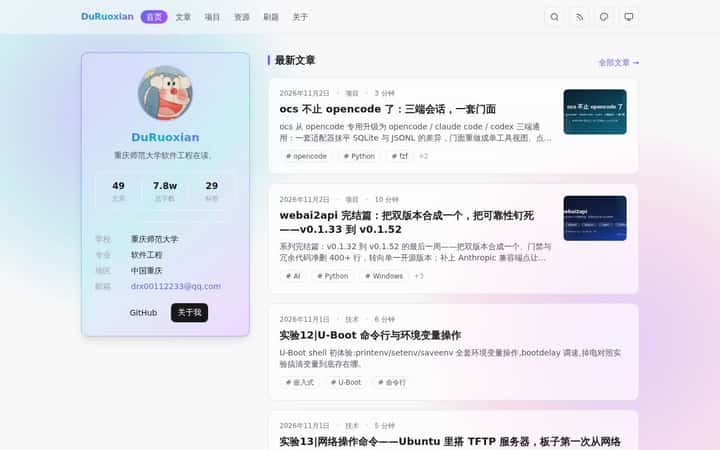 DuRuoxian 首页 文章 项目 资源 刷题 关于
DuRuoxian
重庆师范大学软件工程在读。
49 7.8w 29
文章 总字数 标签
学校 重庆师范大学
专业 软件工程
地区 中国重庆
邮箱 drx00112233@qq.com
GitHub 关于我
最新文章 全部文章 →
2026年11月2日 · 项目 · 3 分钟
ocs 不止 opencode 了：三端会话，一套门面
ocs 从 opencode 专用升级为 opencode / claude code / codex 三端通
用：一套适配器抹平 SQLite 与 JSONL 的差异，门面重做成单工具视图、点…
# opencode # Python # fzf +2
ocs 不止 opencode 了
2026年11月2日 · 项目 · 10 分钟
webai2api 完结篇：把双版本合成一个，把可靠性钉死
——v0.1.33 到 v0.1.52
系列完结篇：v0.1.32 到 v0.1.52 的最后一周——把双版本合成一个、门禁与
冗余代码净删 400+ 行，转向单一开源版本；补上 Anthropic 兼容端点让…
# AI # Python # Windows +3
webai2api
2026年11月1日 · 技术 · 6 分钟
实验12|U-Boot 命令行与环境变量操作
U-Boot shell 初体验:printenv/setenv/saveenv 全套环境变量操作,bootdelay 调速,掉电对照实
验搞清变量到底存在哪。
# 嵌入式 # U-Boot # 命令行
2026年11月1日 · 技术 · 5 分钟
实验13|网络操作命令——Ubuntu 里搭 TFTP 服务器，板子第一次从网络